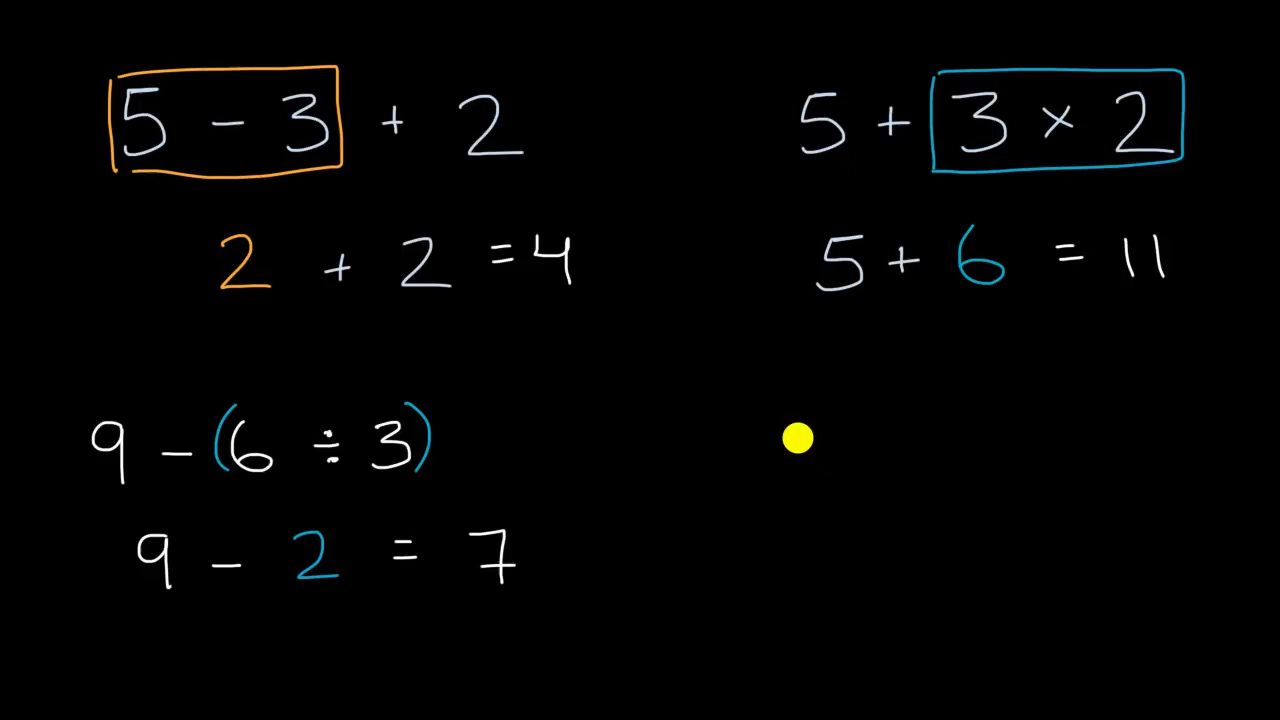 5 - 3 + 2
2 + 2 = 4
5 + 3 × 2
5 + 6 = 11
9 - (6 ÷ 3)
9 - 2 = 7